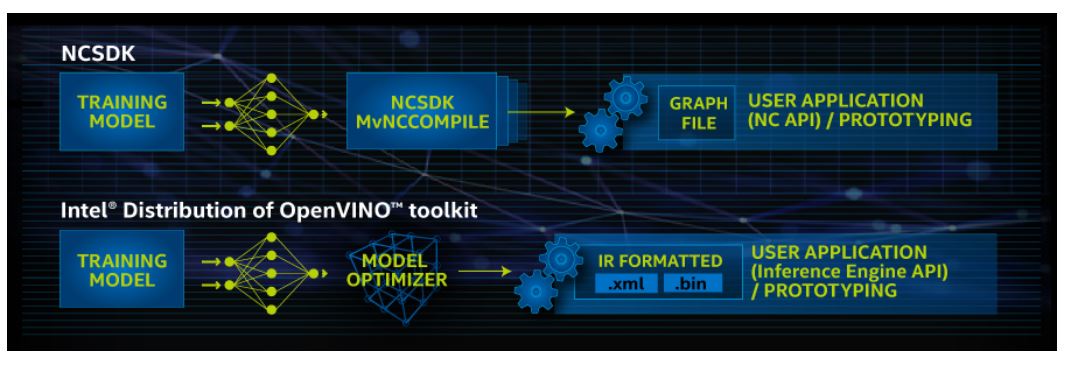 NCSDK
TRAINING
MODEL
NCSDK
MvNCCOMPILE
GRAPH
FILE
USER APPLICATION
(NC API) / PROTOTYPING
Intel® Distribution of OpenVINO™ toolkit
TRAINING
MODEL
MODEL
OPTIMIZER
IR FORMATTED
.xml .bin
USER APPLICATION
(Inference Engine API)
/ PROTOTYPING